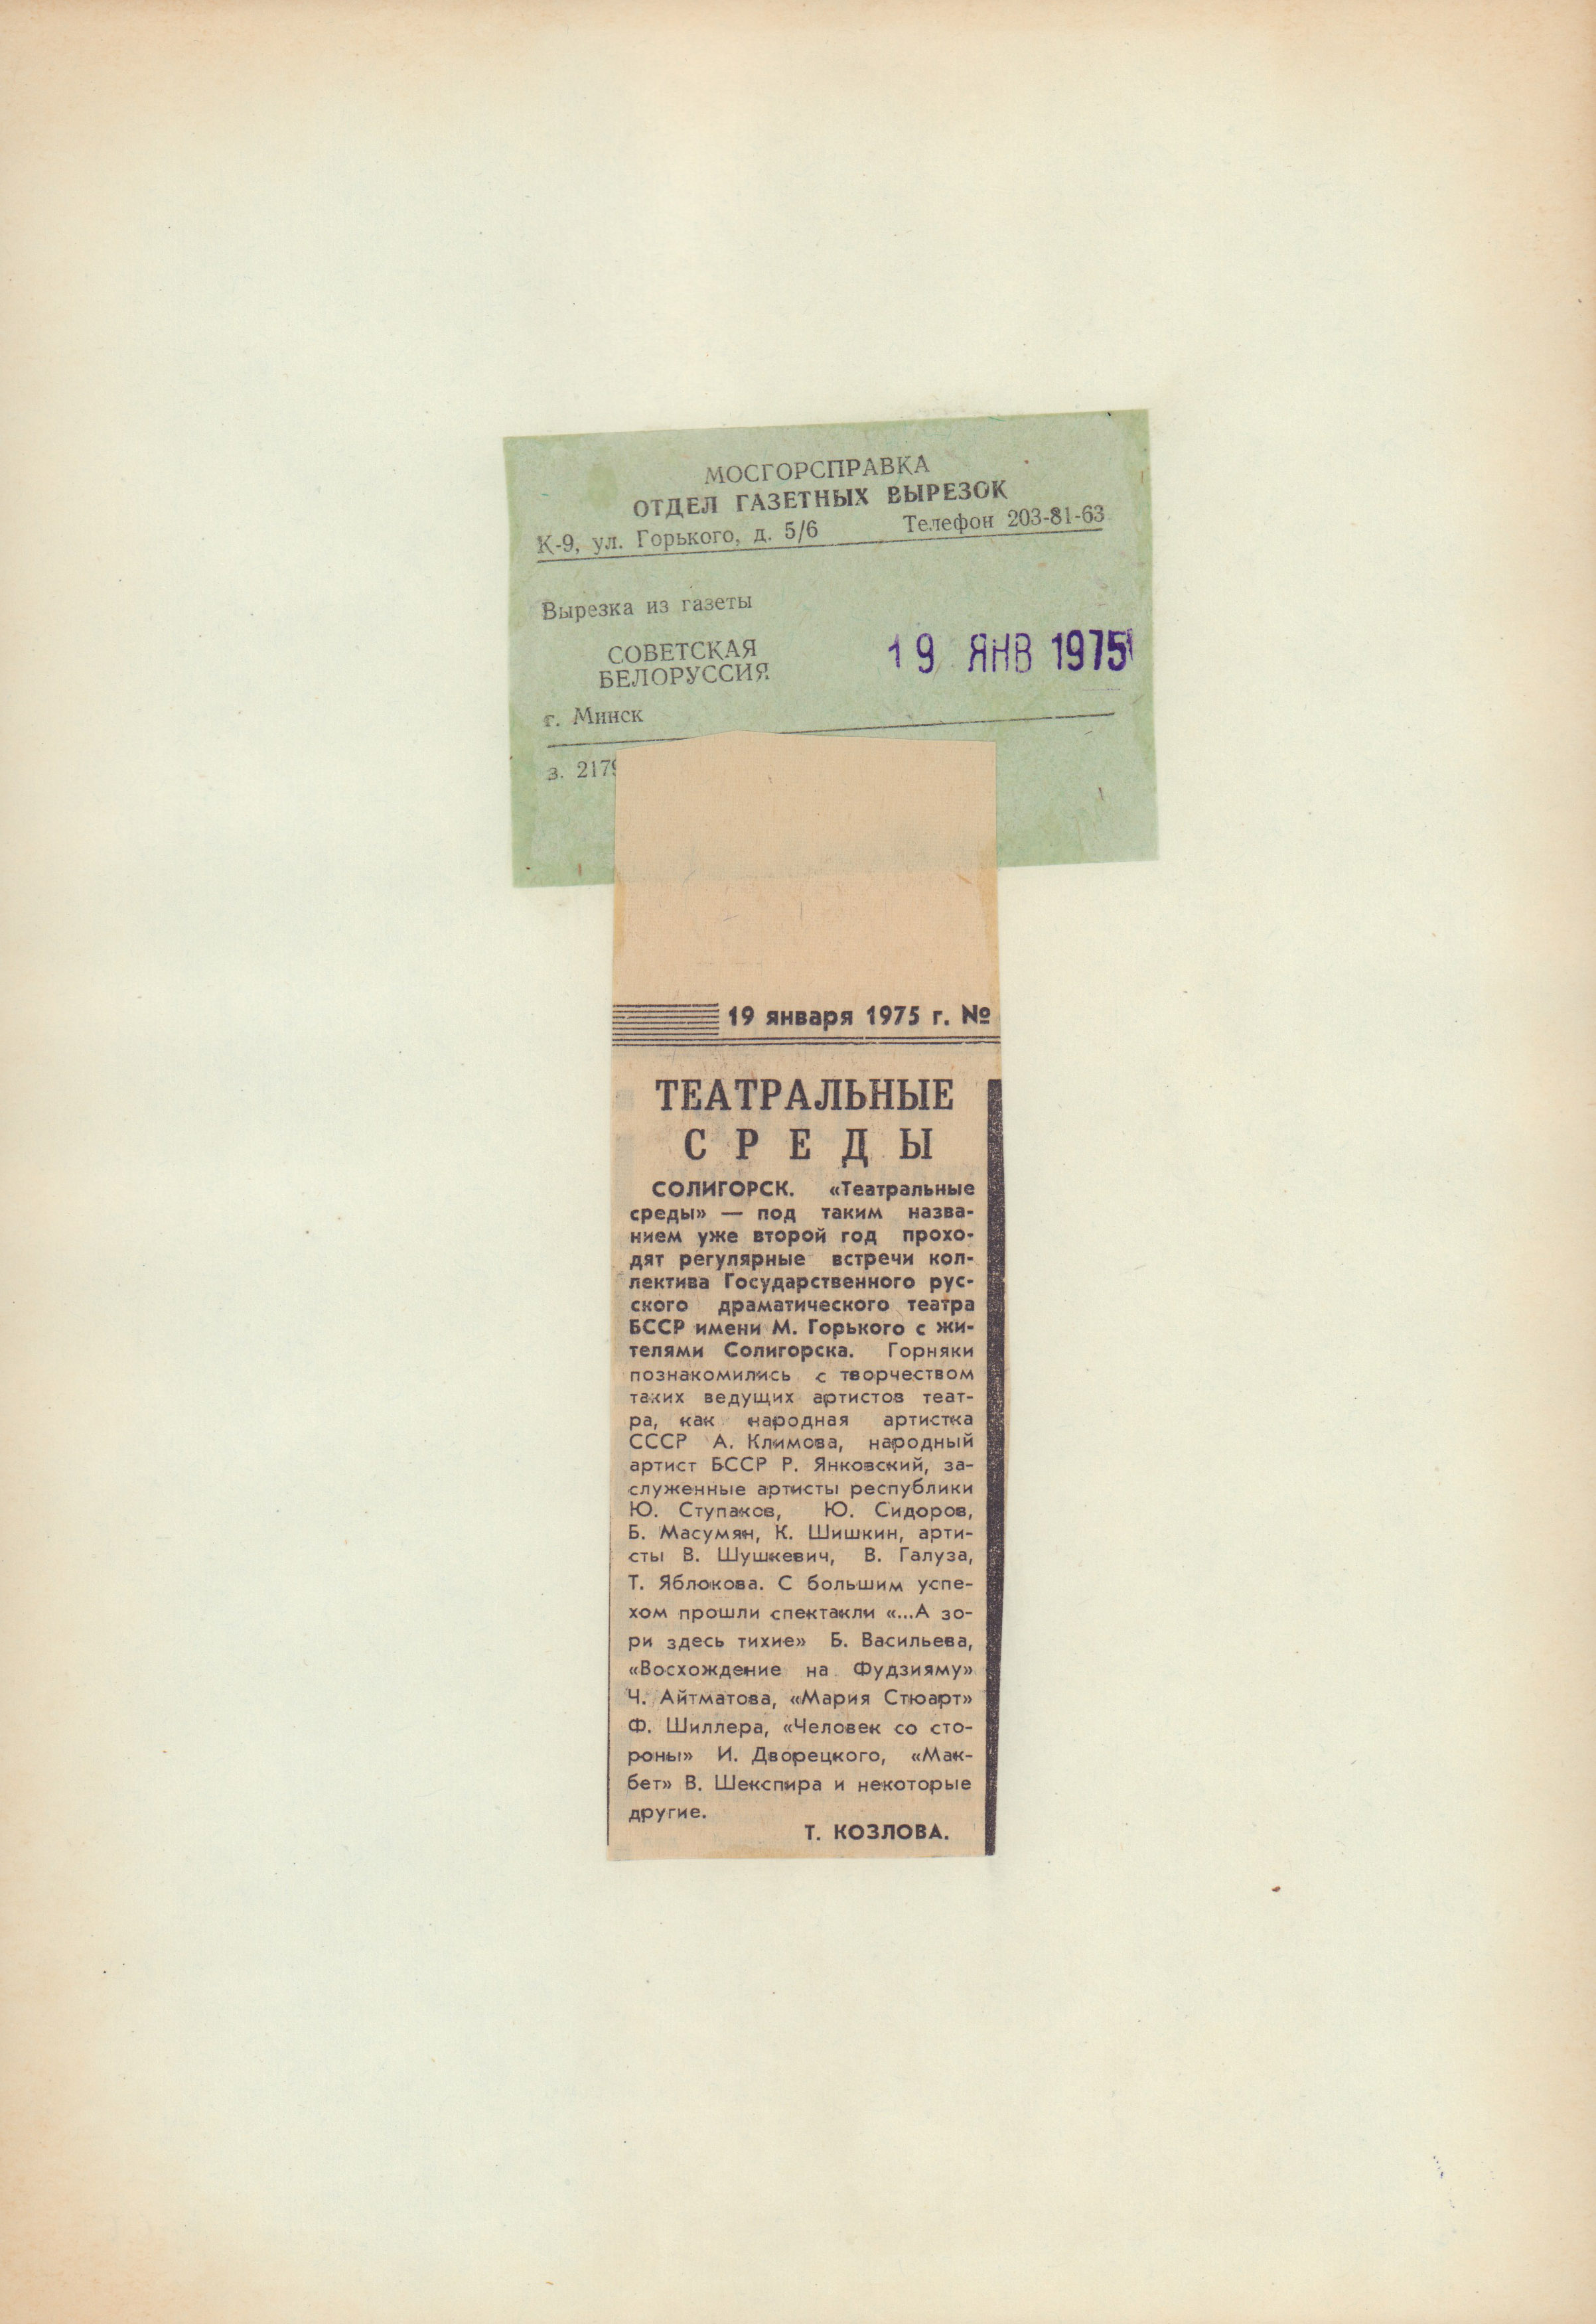 МОСГОРСПРАВКА
ОТДЕЛ ГАЗЕТНЫХ ВЫРЕЗОК
К-9, ул. Горького, д. 5/6 Телефон 203-81-63
Вырезка из газеты
СОВЕТСКАЯ
БЕЛОРУССИЯ
19 ЯНВ 1975
г. Минск
з. 2179
19 января 1975 г. №
ТЕАТРАЛЬНЫЕ
СРЕДЫ
СОЛИГОРСК. «Театральные
среды» — под таким назва-
нием уже второй год прохо-
дят регулярные встречи кол-
лектива Государственного рус-
ского драматического театра
БССР имени М. Горького с жи-
телями Солигорска. Горняки
познакомились с творчеством
таких ведущих артистов теат-
ра, как народная артистка
СССР А. Климова, народный
артист БССР Р. Янковский, за-
служенные артисты республики
Ю. Ступаков, Ю. Сидоров,
Б. Масумян, К. Шишкин, арти-
сты В. Шушкевич, В. Галуза,
Т. Яблокова. С большим успе-
хом прошли спектакли «...А зо-
ри здесь тихие» Б. Васильева,
«Восхождение на Фудзияму»
Ч. Айтматова, «Мария Стюарт»
Ф. Шиллера, «Человек со сто-
роны» И. Дворецкого, «Мак-
бет» В. Шекспира и некоторые
другие.
Т. КОЗЛОВА.